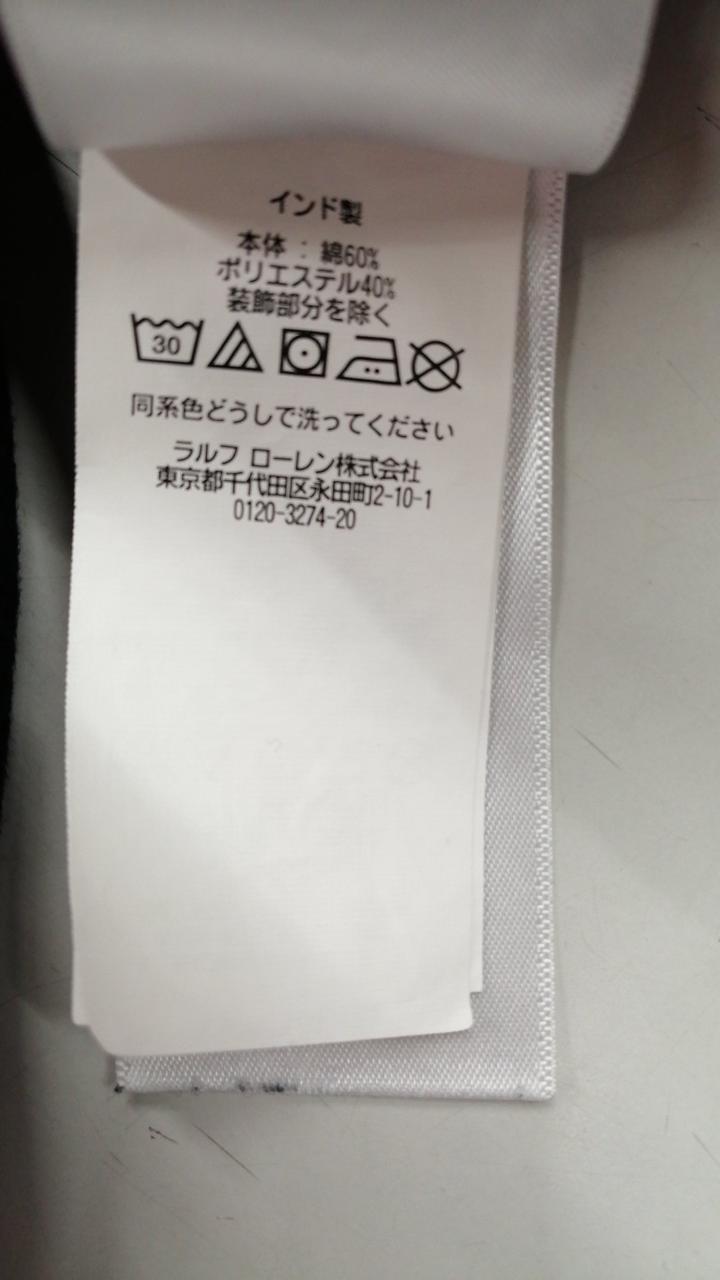 インド製
本体 : 綿60%
ポリエステル40%
装飾部分を除く
30
同系色どうしで洗ってください
ラルフ ローレン株式会社
東京都千代田区永田町2-10-1
0120-3274-20